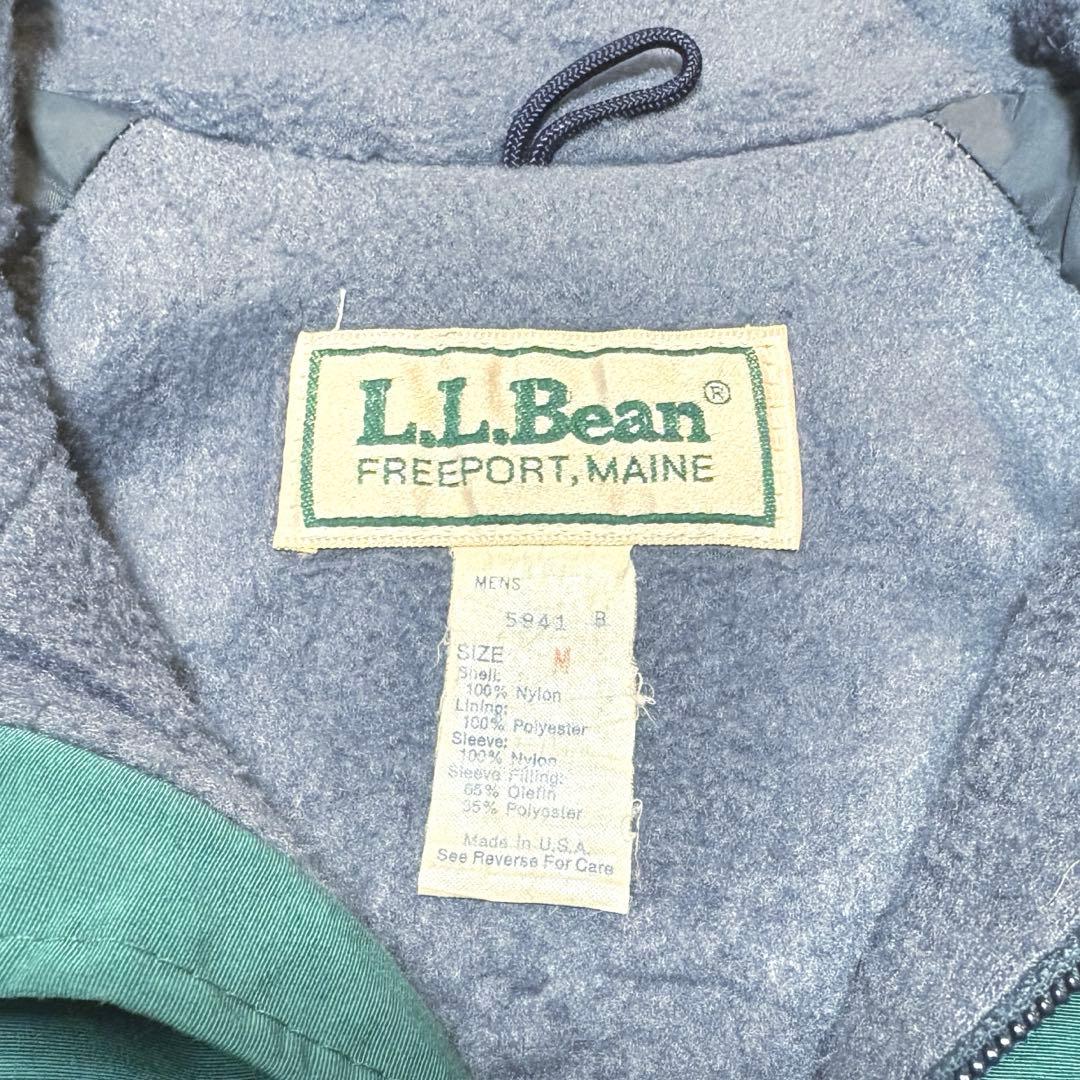 L.L.Bean®
FREEPORT, MAINE
MENS
5941 B
SIZE M
Shell:
100% Nylon
Lining:
100% Polyester
Sleeve:
100% Nylon
Sleeve Filling:
65% Olefin
35% Polyester
Made in U.S.A.
See Reverse For Care